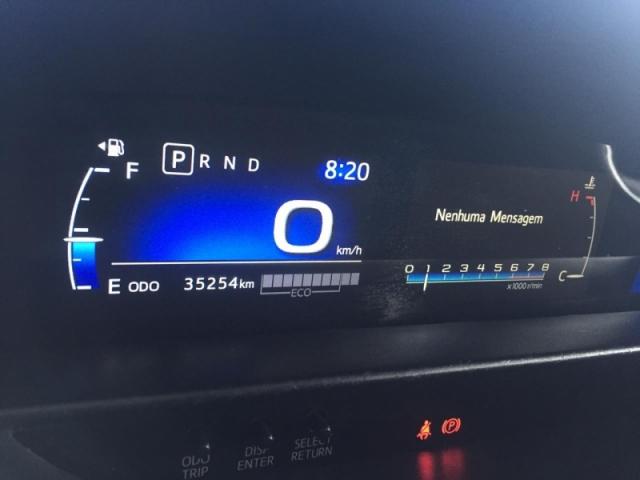 P R N D 8:20
F
0
km/h
E ODO 35254km
ECO
Nenhuma Mensagem
0 1 2 3 4 5 6 7 8
x1000r/min
H
C
ODO
TRIP
DISP
ENTER
SELECT
RETURN
P